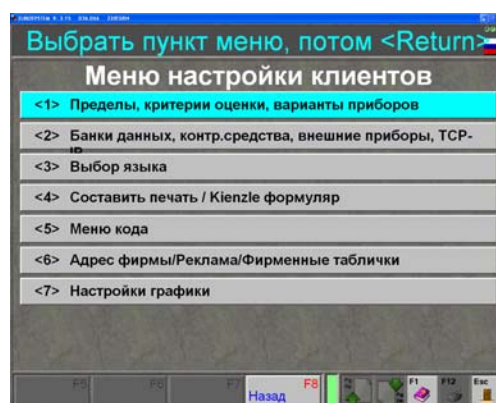 Выбрать пункт меню, потом <Return>
Меню настройки клиентов
<1> Пределы, критерии оценки, варианты приборов
<2> Банки данных, контр.средства, внешние приборы, TCP-
IP
<3> Выбор языка
<4> Составить печать / Kienzle формуляр
<5> Меню кода
<6> Адрес фирмы/Реклама/Фирменные таблички
<7> Настройки графики
F5 F6 F7 F8 Назад F1 F12 Esc